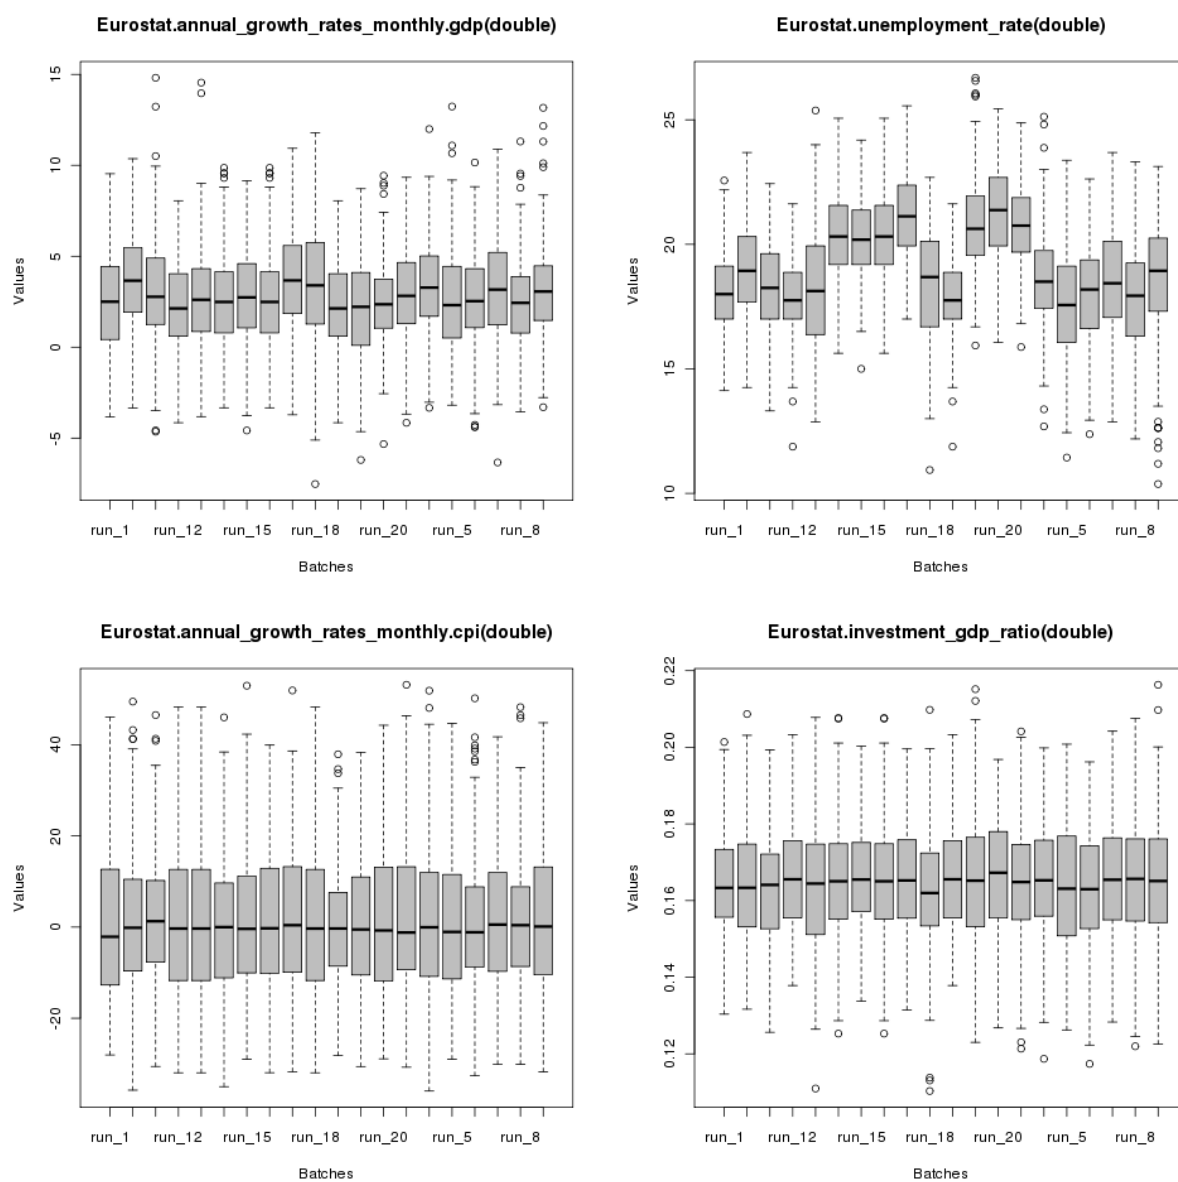 Eurostat.annual_growth_rates_monthly.gdp(double)
15
10
5
0
-5
Values
run_1 run_12 run_15 run_18 run_20 run_5 run_8
Batches
Eurostat.unemployment_rate(double)
25
20
15
10
Values
run_1 run_12 run_15 run_18 run_20 run_5 run_8
Batches
Eurostat.annual_growth_rates_monthly.cpi(double)
40
20
0
-20
Values
run_1 run_12 run_15 run_18 run_20 run_5 run_8
Batches
Eurostat.investment_gdp_ratio(double)
0.22
0.20
0.18
0.16
0.14
0.12
Values
run_1 run_12 run_15 run_18 run_20 run_5 run_8
Batches